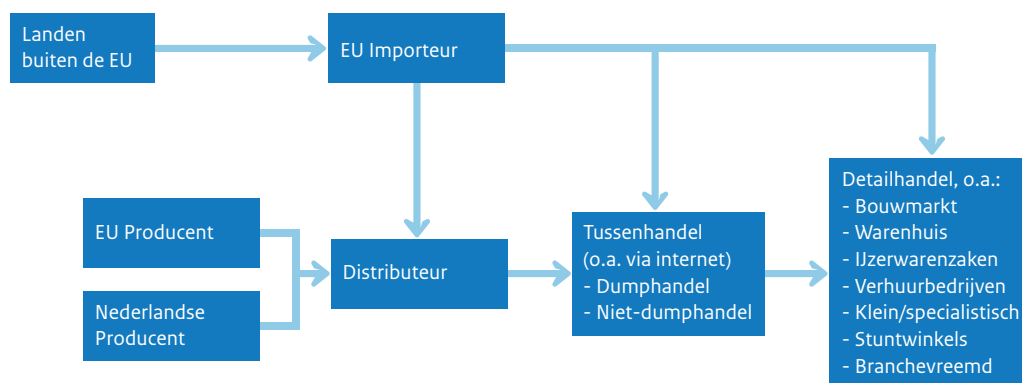 Landen
buiten de EU
EU Importeur
EU Producent
Nederlandse
Producent
Distributeur
Tussenhandel
(o.a. via internet)
- Dumphandel
- Niet-dumphandel
Detailhandel, o.a.:
- Bouwmarkt
- Warenhuis
- IJzerwarenzaken
- Verhuurbedrijven
- Klein/specialistisch
- Stuntwinkels
- Branchevreemd